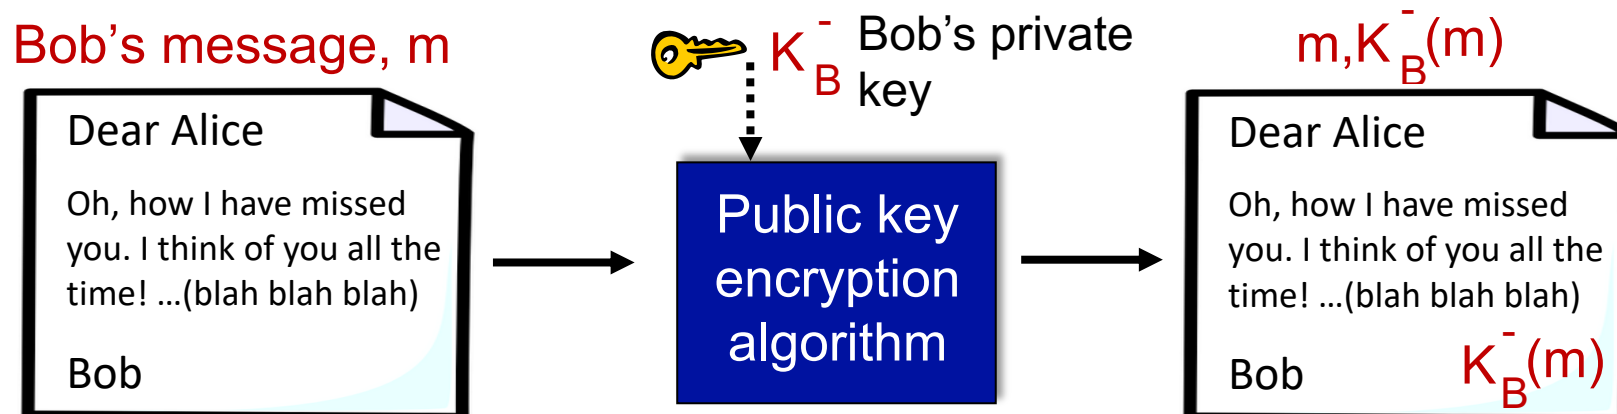 Bob’s message, m
Dear Alice
Oh, how I have missed
you. I think of you all the
time! ...(blah blah blah)
Bob
K
-
B
Bob’s private
key
Public key
encryption
algorithm
m,K
-
B
(m)
Dear Alice
Oh, how I have missed
you. I think of you all the
time! ...(blah blah blah)
Bob
K
-
B
(m)